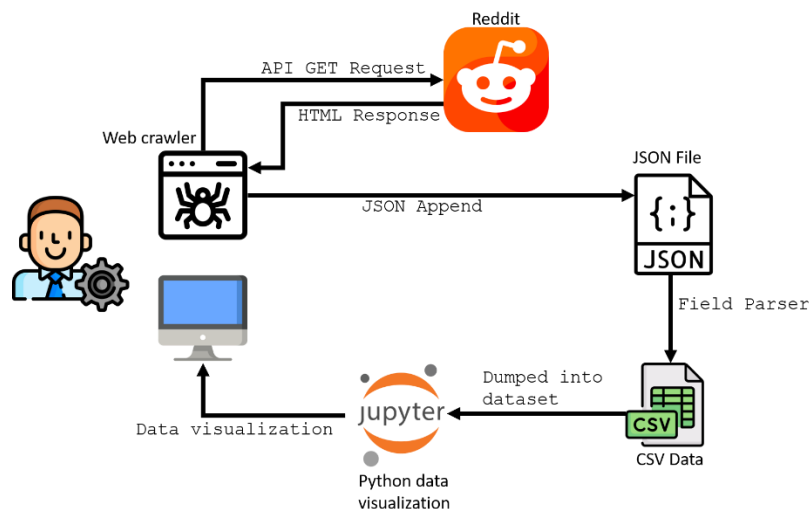 Reddit
API GET Request
HTML Response
Web crawler
JSON File
JSON Append
{;}
JSON
Field Parser
Dumped into
dataset
jupyter
Data visualization
CSV
CSV Data
Python data
visualization